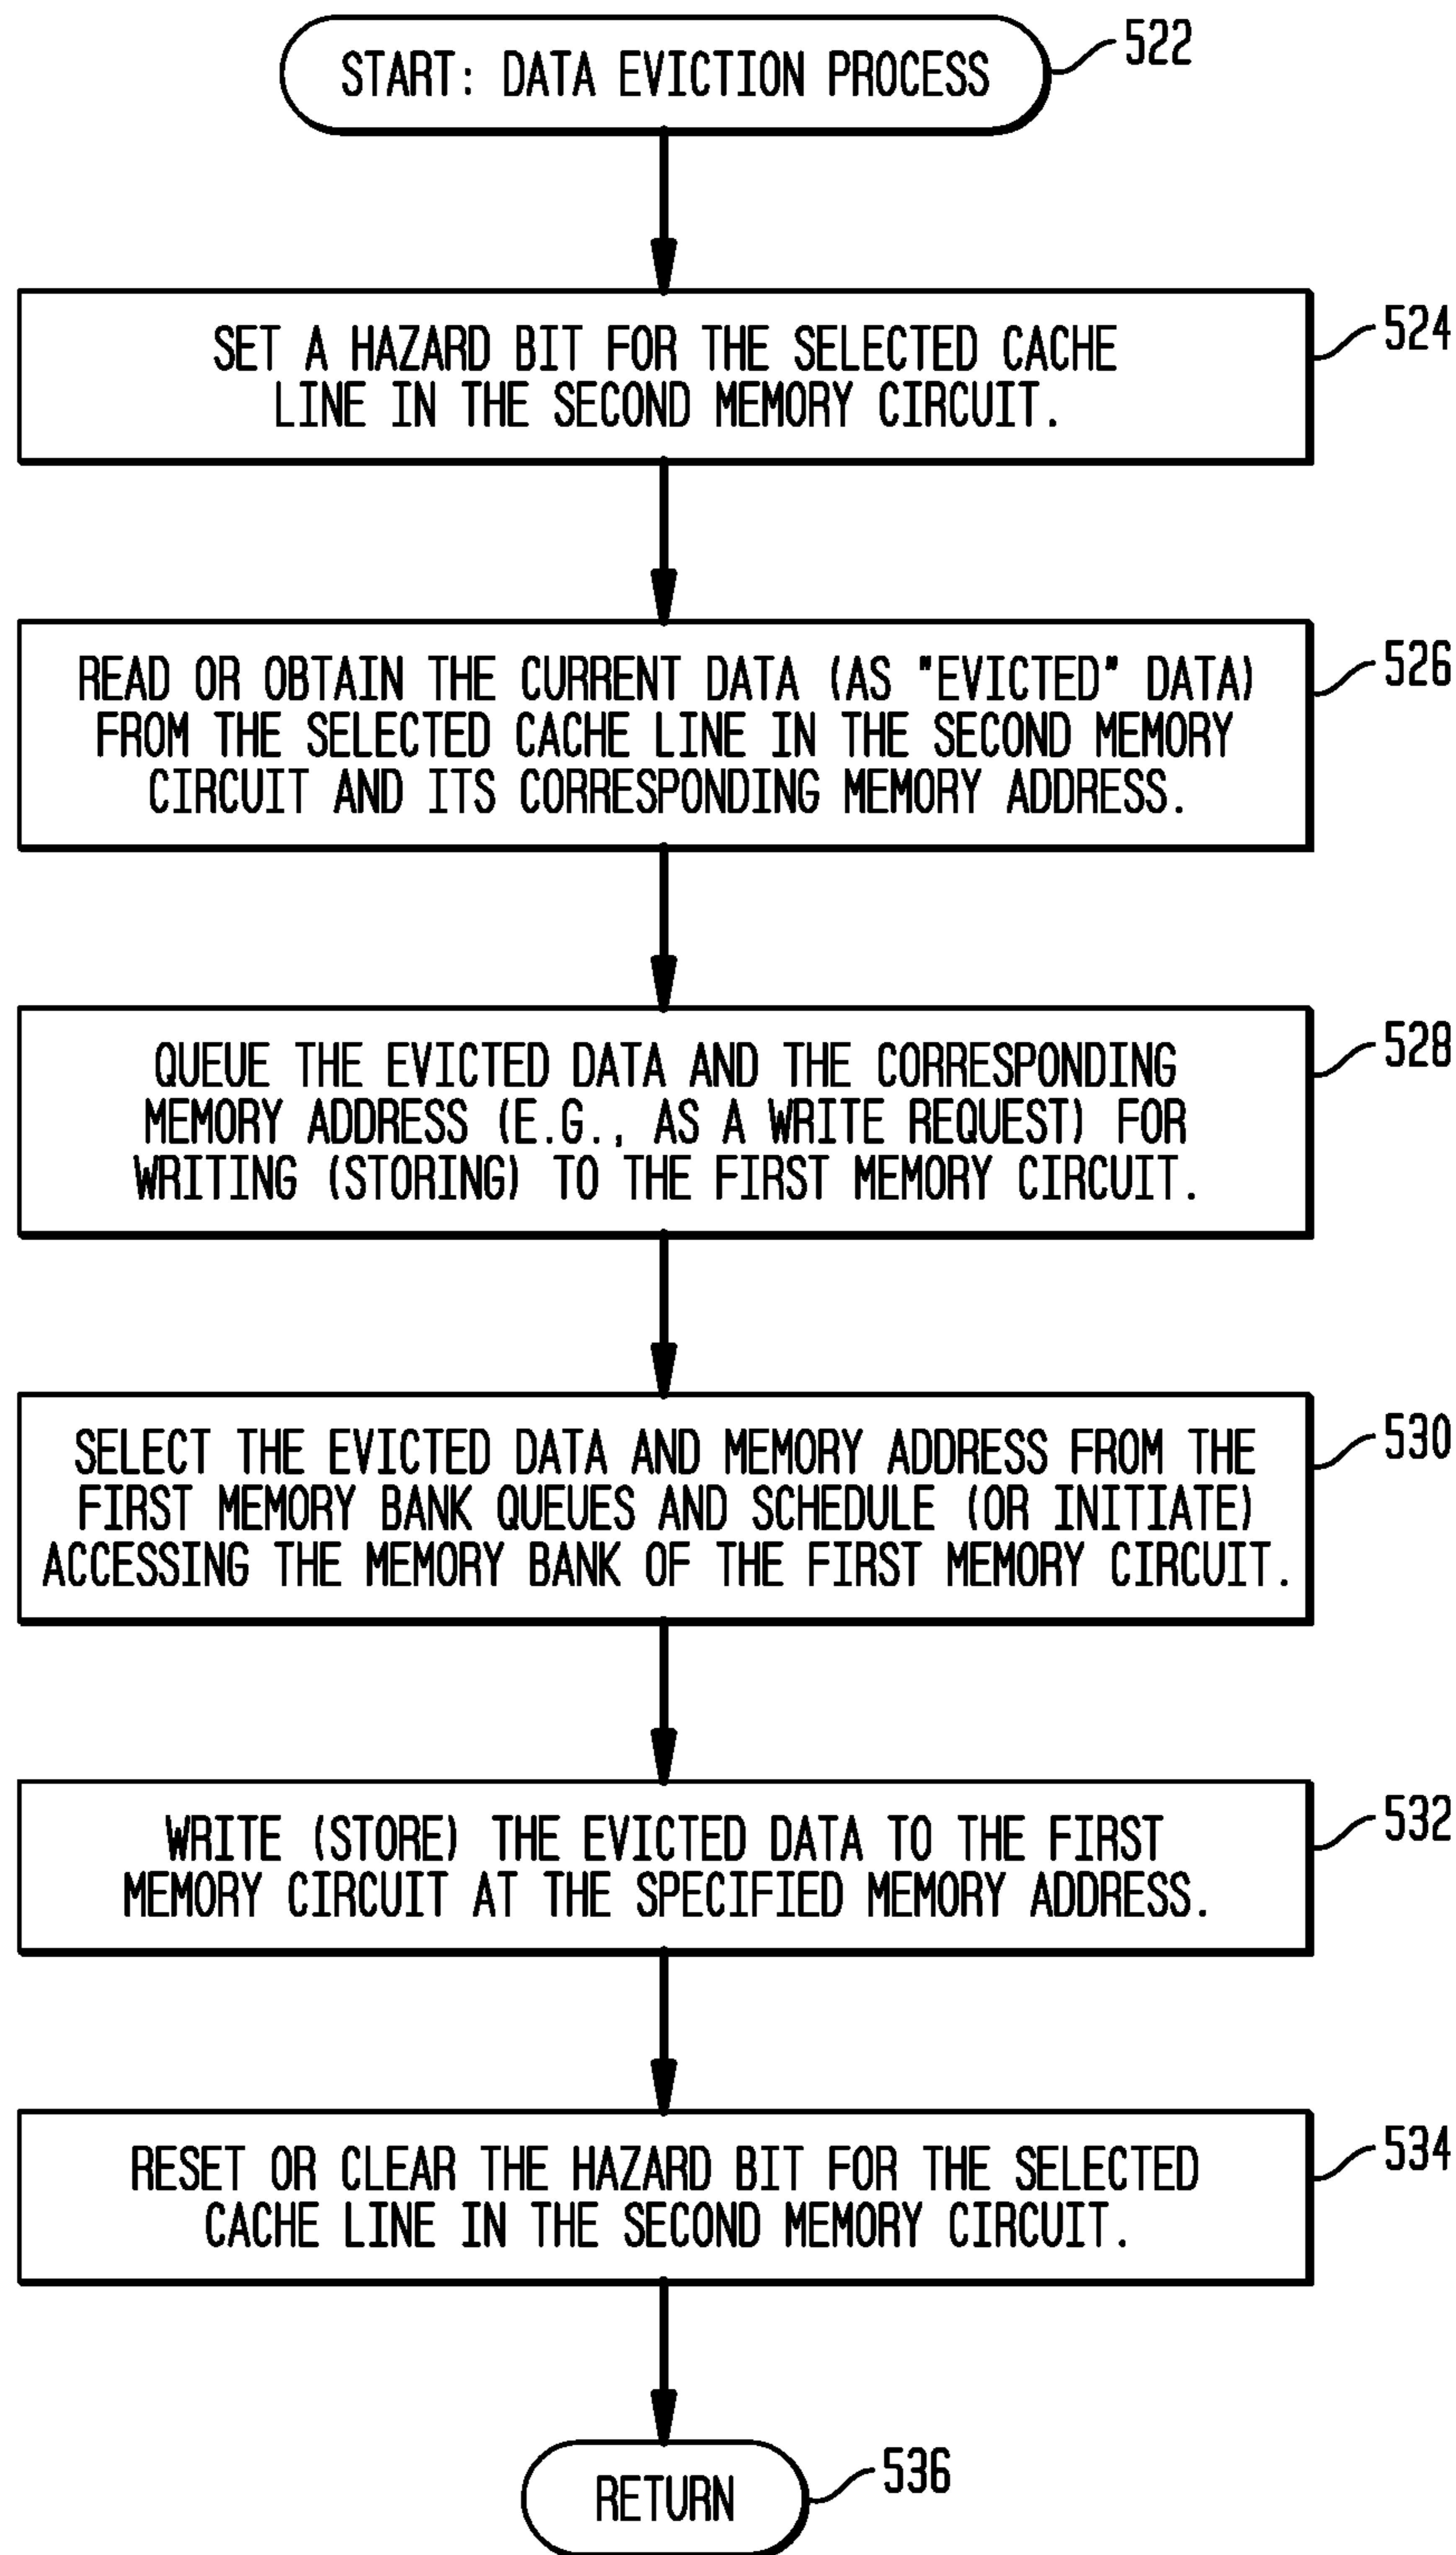 START: DATA EVICTION PROCESS
522
SET A HAZARD BIT FOR THE SELECTED CACHE
LINE IN THE SECOND MEMORY CIRCUIT.
524
READ OR OBTAIN THE CURRENT DATA (AS "EVICTED" DATA)
FROM THE SELECTED CACHE LINE IN THE SECOND MEMORY
CIRCUIT AND ITS CORRESPONDING MEMORY ADDRESS.
526
QUEUE THE EVICTED DATA AND THE CORRESPONDING
MEMORY ADDRESS (E.G., AS A WRITE REQUEST) FOR
WRITING (STORING) TO THE FIRST MEMORY CIRCUIT.
528
SELECT THE EVICTED DATA AND MEMORY ADDRESS FROM THE
FIRST MEMORY BANK QUEUES AND SCHEDULE (OR INITIATE)
ACCESSING THE MEMORY BANK OF THE FIRST MEMORY CIRCUIT.
530
WRITE (STORE) THE EVICTED DATA TO THE FIRST
MEMORY CIRCUIT AT THE SPECIFIED MEMORY ADDRESS.
532
RESET OR CLEAR THE HAZARD BIT FOR THE SELECTED
CACHE LINE IN THE SECOND MEMORY CIRCUIT.
534
RETURN
536